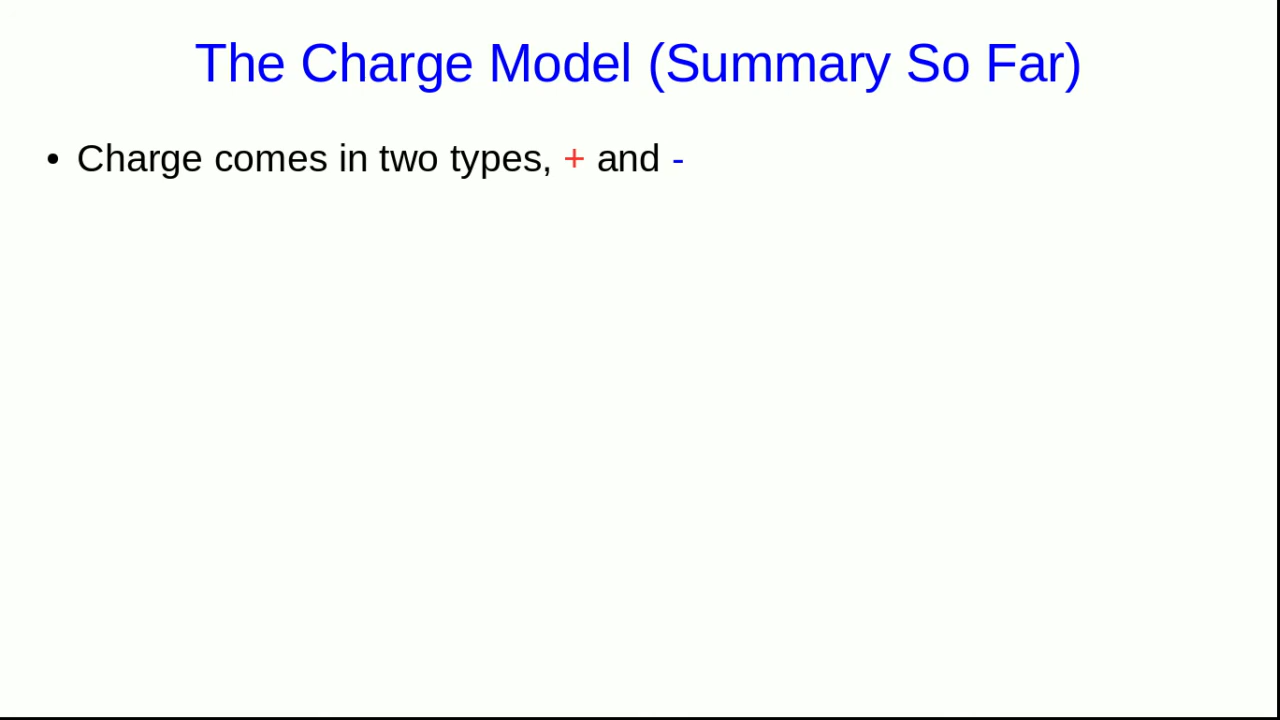 The Charge Model (Summary So Far)
• Charge comes in two types, + and -